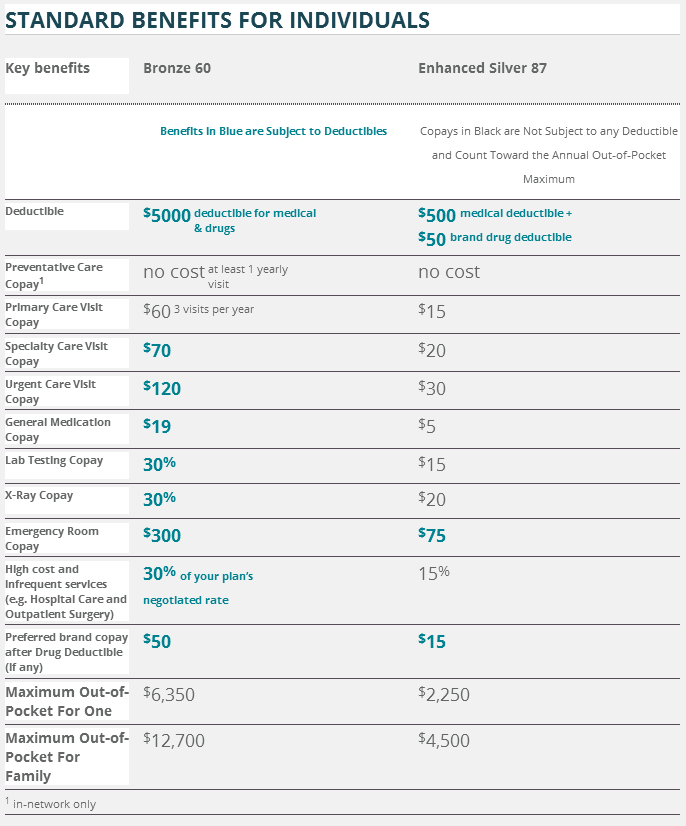 STANDARD BENEFITS FOR INDIVIDUALS
Key benefits Bronze 60 Enhanced Silver 87
Benefits in Blue are Subject to Deductibles
Copays in Black are Not Subject to any Deductible
and Count Toward the Annual Out-of-Pocket
Maximum
Deductible
$5000 deductible for medical
& drugs
$500 medical deductible +
$50 brand drug deductible
Preventative Care
Copay1
no cost at least 1 yearly
visit
no cost
Primary Care Visit
Copay
$60 3 visits per year
$15
Specialty Care Visit
Copay
$70
$20
Urgent Care Visit
Copay
$120
$30
General Medication
Copay
$19
$5
Lab Testing Copay
30%
$15
X-Ray Copay
30%
$20
Emergency Room
Copay
$300
$75
High cost and
infrequent services
(e.g. Hospital Care and
Outpatient Surgery)
30% of your plan's
negotiated rate
15%
Preferred brand copay
after Drug Deductible
(if any)
$50
$15
Maximum Out-of-
Pocket For One
$6,350
$2,250
Maximum Out-of-
Pocket For
Family
$12,700
$4,500
1 in-network only